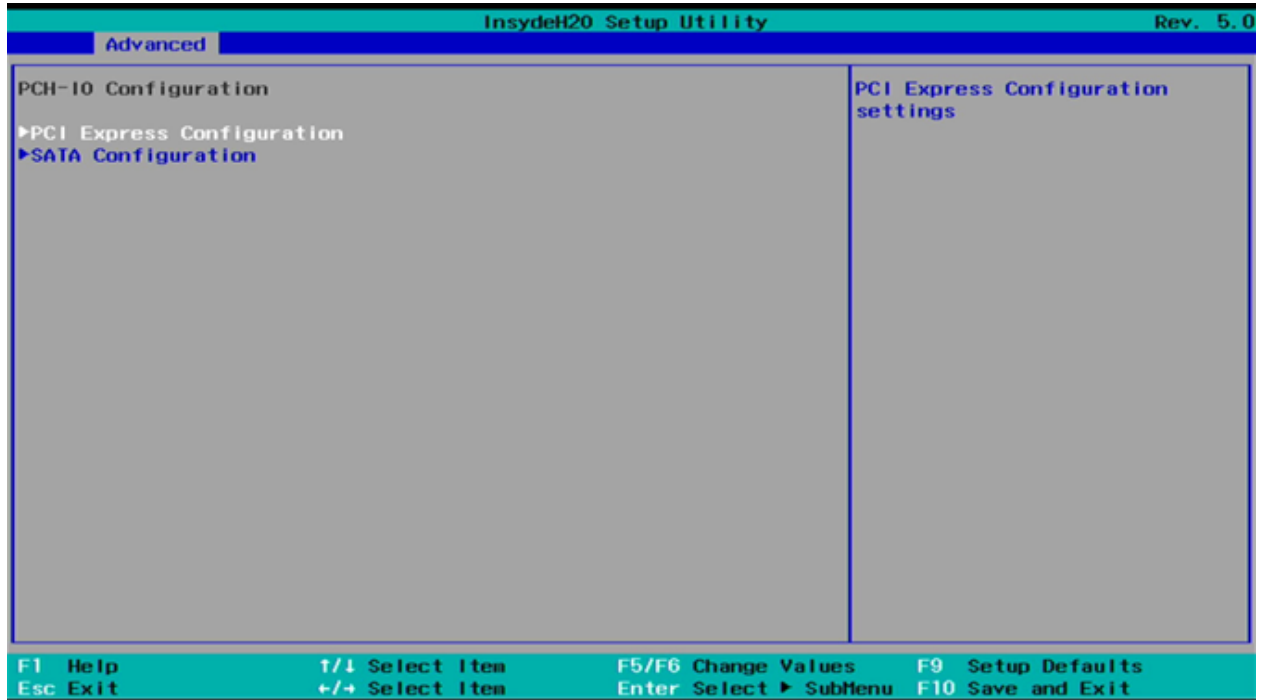 InsydeH20 Setup Utility Rev. 5.0
Advanced
PCH-IO Configuration
▶PCI Express Configuration
▶SATA Configuration
PCI Express Configuration
settings
F1 Help ↑/↓ Select Item F5/F6 Change Values F9 Setup Defaults
Esc Exit ←/→ Select Item Enter Select ▶ SubMenu F10 Save and Exit